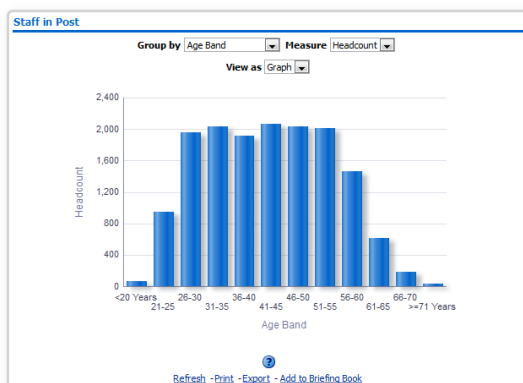 Staff in Post
Group by Age Band Measure Headcount
View as Graph
2,400
2,000
1,600
1,200
800
400
0
Headcount
<20 Years 26-30 36-40 46-50 56-60 66-70
21-25 31-35 41-45 51-55 61-65 >=71 Years
Age Band
?
Refresh - Print - Export - Add to Briefing Book